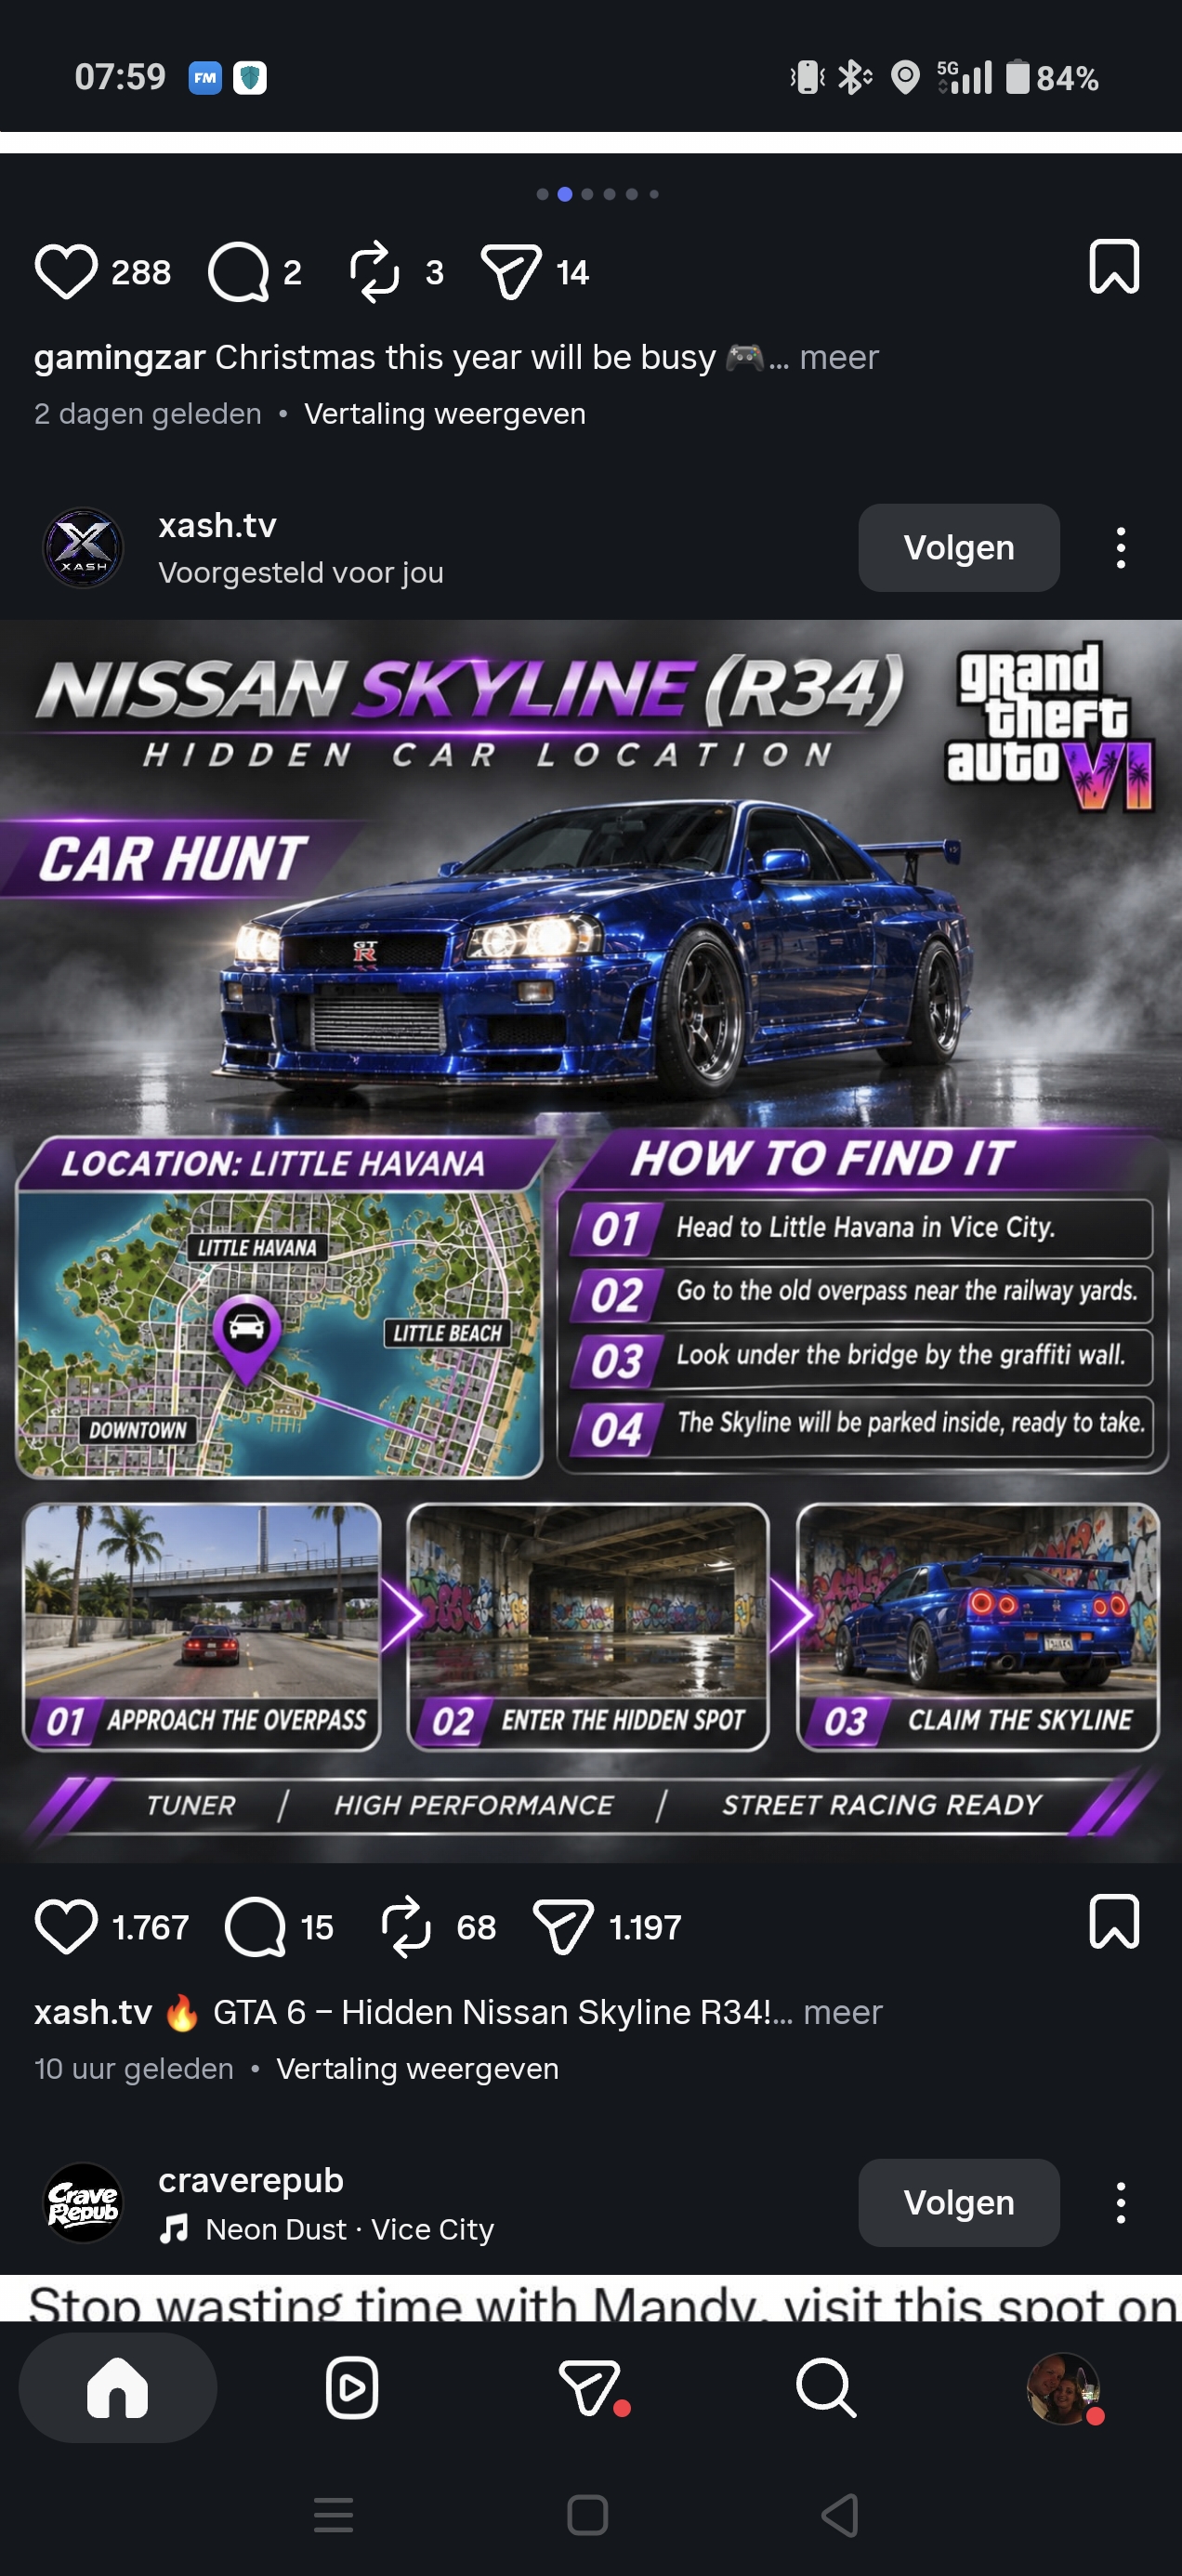 07:59
FM
5G
84%
288
2
3
14
gamingzar Christmas this year will be busy 🎮... meer
2 dagen geleden • Vertaling weergeven
XASH
xash.tv
Voorgesteld voor jou
Volgen
NISSAN SKYLINE (R34)
HIDDEN CAR LOCATION
grand
theft
auto VI
CAR HUNT
GT
R
LOCATION: LITTLE HAVANA
LITTLE HAVANA
LITTLE BEACH
DOWNTOWN
HOW TO FIND IT
01 Head to Little Havana in Vice City.
02 Go to the old overpass near the railway yards.
03 Look under the bridge by the graffiti wall.
04 The Skyline will be parked inside, ready to take.
01 APPROACH THE OVERPASS
02 ENTER THE HIDDEN SPOT
03 CLAIM THE SKYLINE
TUNER / HIGH PERFORMANCE / STREET RACING READY
1.767
15
68
1.197
xash.tv 🔥 GTA 6 – Hidden Nissan Skyline R34!... meer
10 uur geleden • Vertaling weergeven
Crave
Repub
craverepub
Neon Dust · Vice City
Volgen
Stop wasting time with Mandy, visit this spot on